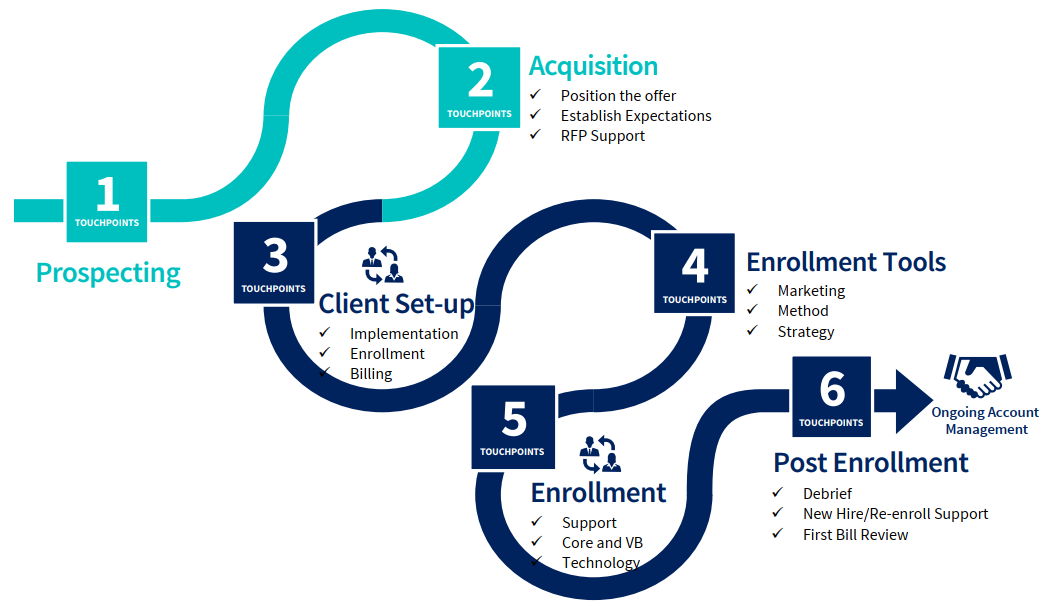 1
TOUCHPOINTS
Prospecting
2
TOUCHPOINTS
Acquisition
✓ Position the offer
✓ Establish Expectations
✓ RFP Support
3
TOUCHPOINTS
Client Set-up
✓ Implementation
✓ Enrollment
✓ Billing
4
TOUCHPOINTS
Enrollment Tools
✓ Marketing
✓ Method
✓ Strategy
5
TOUCHPOINTS
Enrollment
✓ Support
✓ Core and VB
✓ Technology
6
TOUCHPOINTS
Post Enrollment
✓ Debrief
✓ New Hire/Re-enroll Support
✓ First Bill Review
Ongoing Account
Management